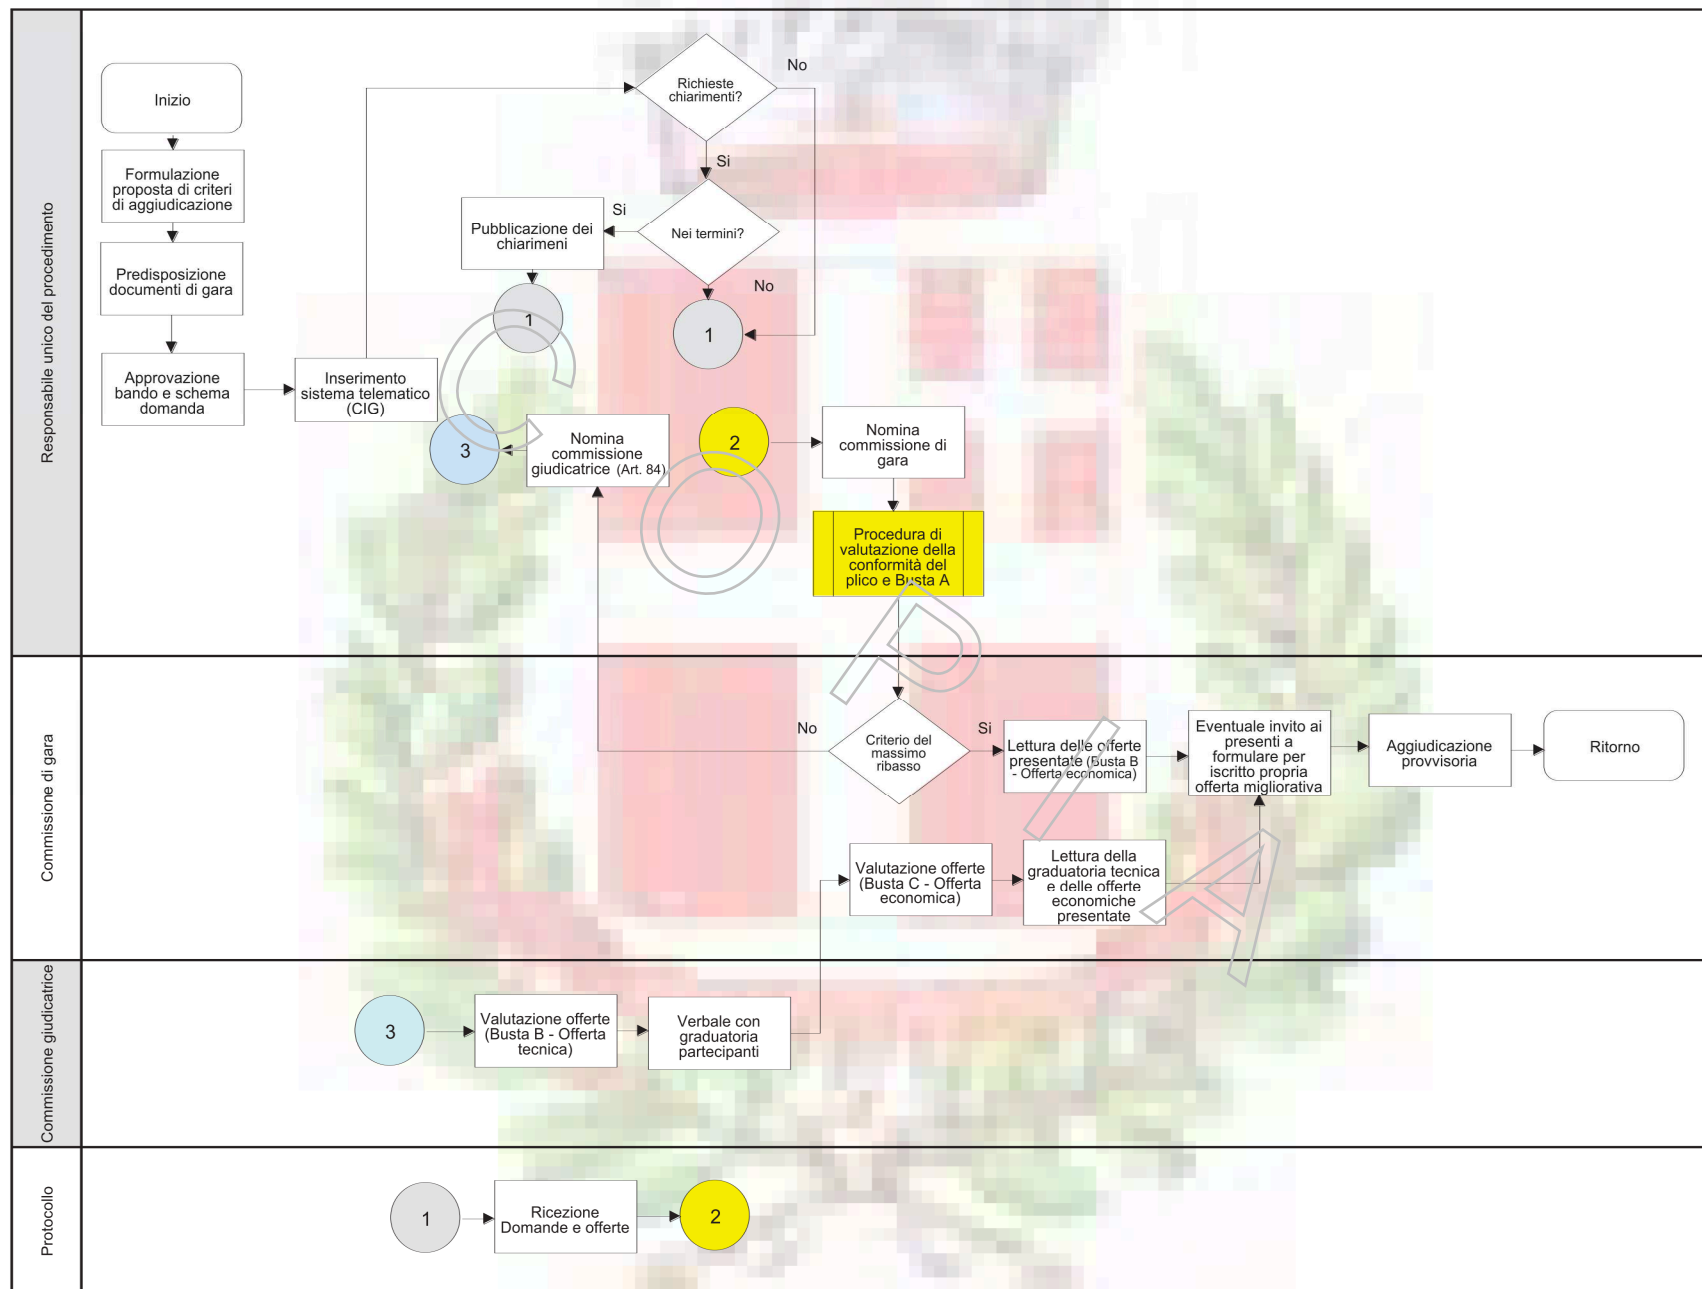 Responsabile unico del procedimento
Inizio
Formulazione
proposta di criteri
di aggiudicazione
Predisposizione
documenti di gara
Approvazione
bando e schema
domanda
Inserimento
sistema telematico
(CIG)
Richieste
chiarimenti?
No
Si
Nei termini?
Si
No
Pubblicazione dei
chiarimeni
1
1
3
Nomina
commissione
giudicatrice (Art. 84)
2
Nomina
commissione di
gara
Procedura di
valutazione della
conformità del
plico e Busta A
Commissione di gara
No
Criterio del
massimo
ribasso
Si
Lettura delle offerte
presentate (Busta B
- Offerta economica)
Eventuale invito ai
presenti a
formulare per
iscritto propria
offerta migliorativa
Aggiudicazione
provvisoria
Ritorno
Valutazione offerte
(Busta C - Offerta
economica)
Lettura della
graduatoria tecnica
e delle offerte
economiche
presentate
Commissione giudicatrice
3
Valutazione offerte
(Busta B - Offerta
tecnica)
Verbale con
graduatoria
partecipanti
Protocollo
1
Ricezione
Domande e offerte
2
COPIA